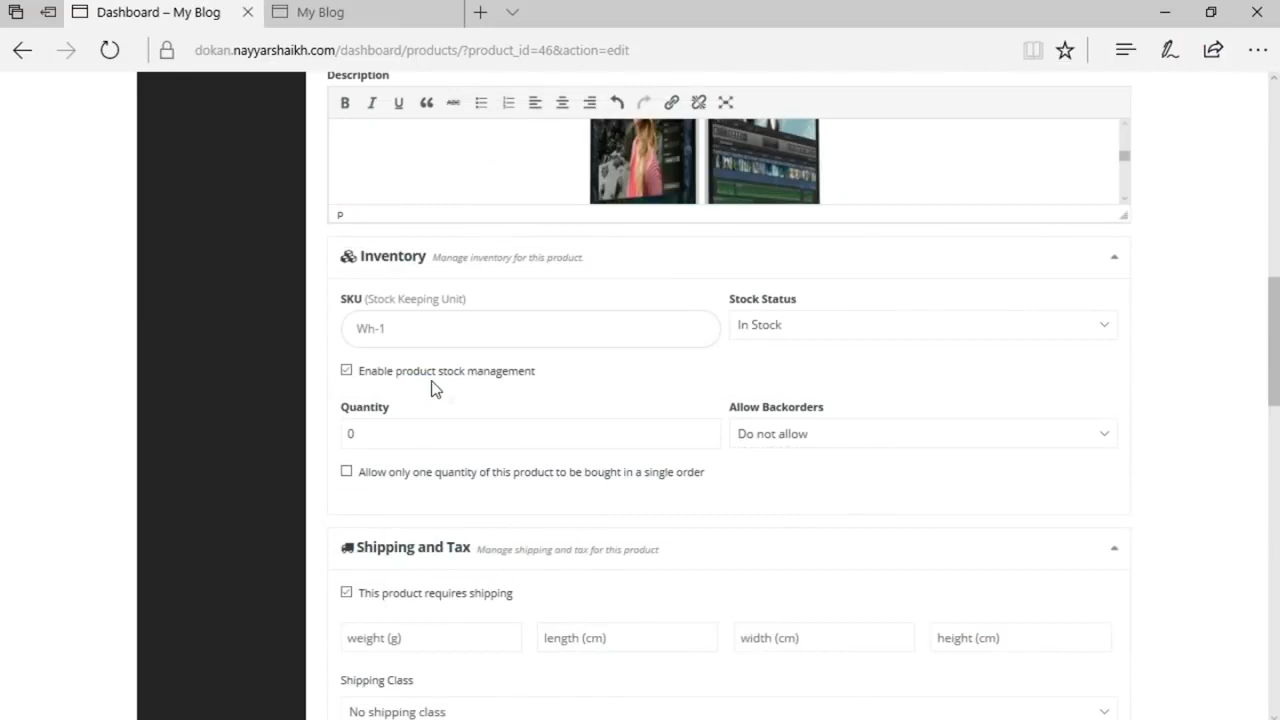 Dashboard – My Blog
My Blog
dokan.nayyarshaikh.com/dashboard/products/?product_id=46&action=edit
Description
B I U ABC
P
Inventory Manage inventory for this product.
SKU (Stock Keeping Unit)
Stock Status
Wh-1
In Stock
Enable product stock management
Quantity
Allow Backorders
0
Do not allow
Allow only one quantity of this product to be bought in a single order
Shipping and Tax Manage shipping and tax for this product
This product requires shipping
weight (g)
length (cm)
width (cm)
height (cm)
Shipping Class
No shipping class